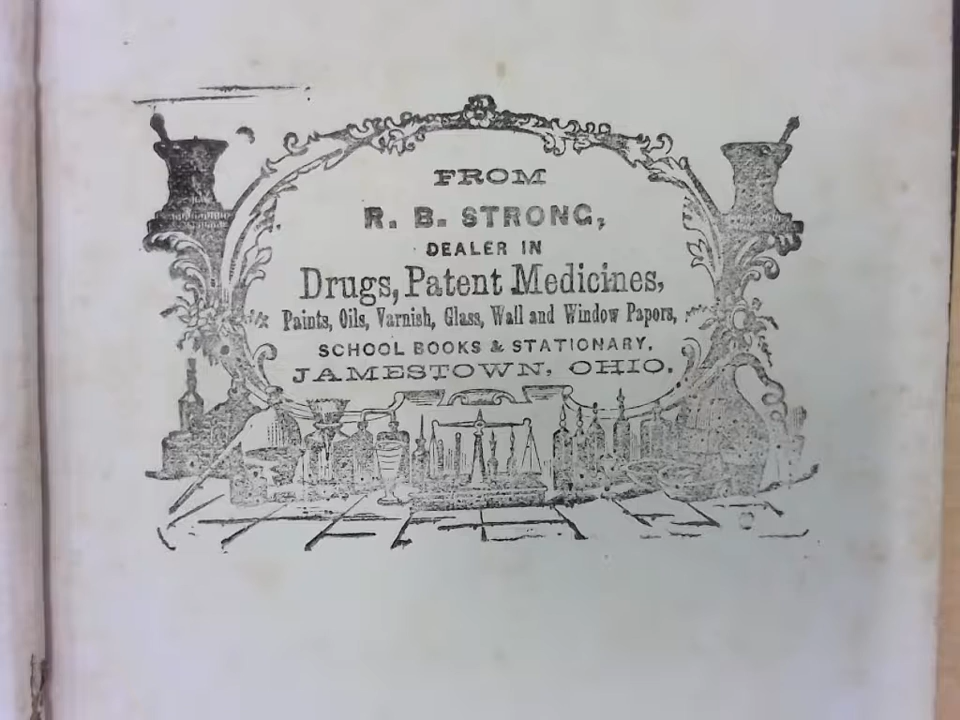 FROM
R. B. STRONG,
DEALER IN
Drugs, Patent Medicines,
Paints, Oils, Varnish, Glass, Wall and Window Papers,
SCHOOL BOOKS & STATIONARY,
JAMESTOWN, OHIO.